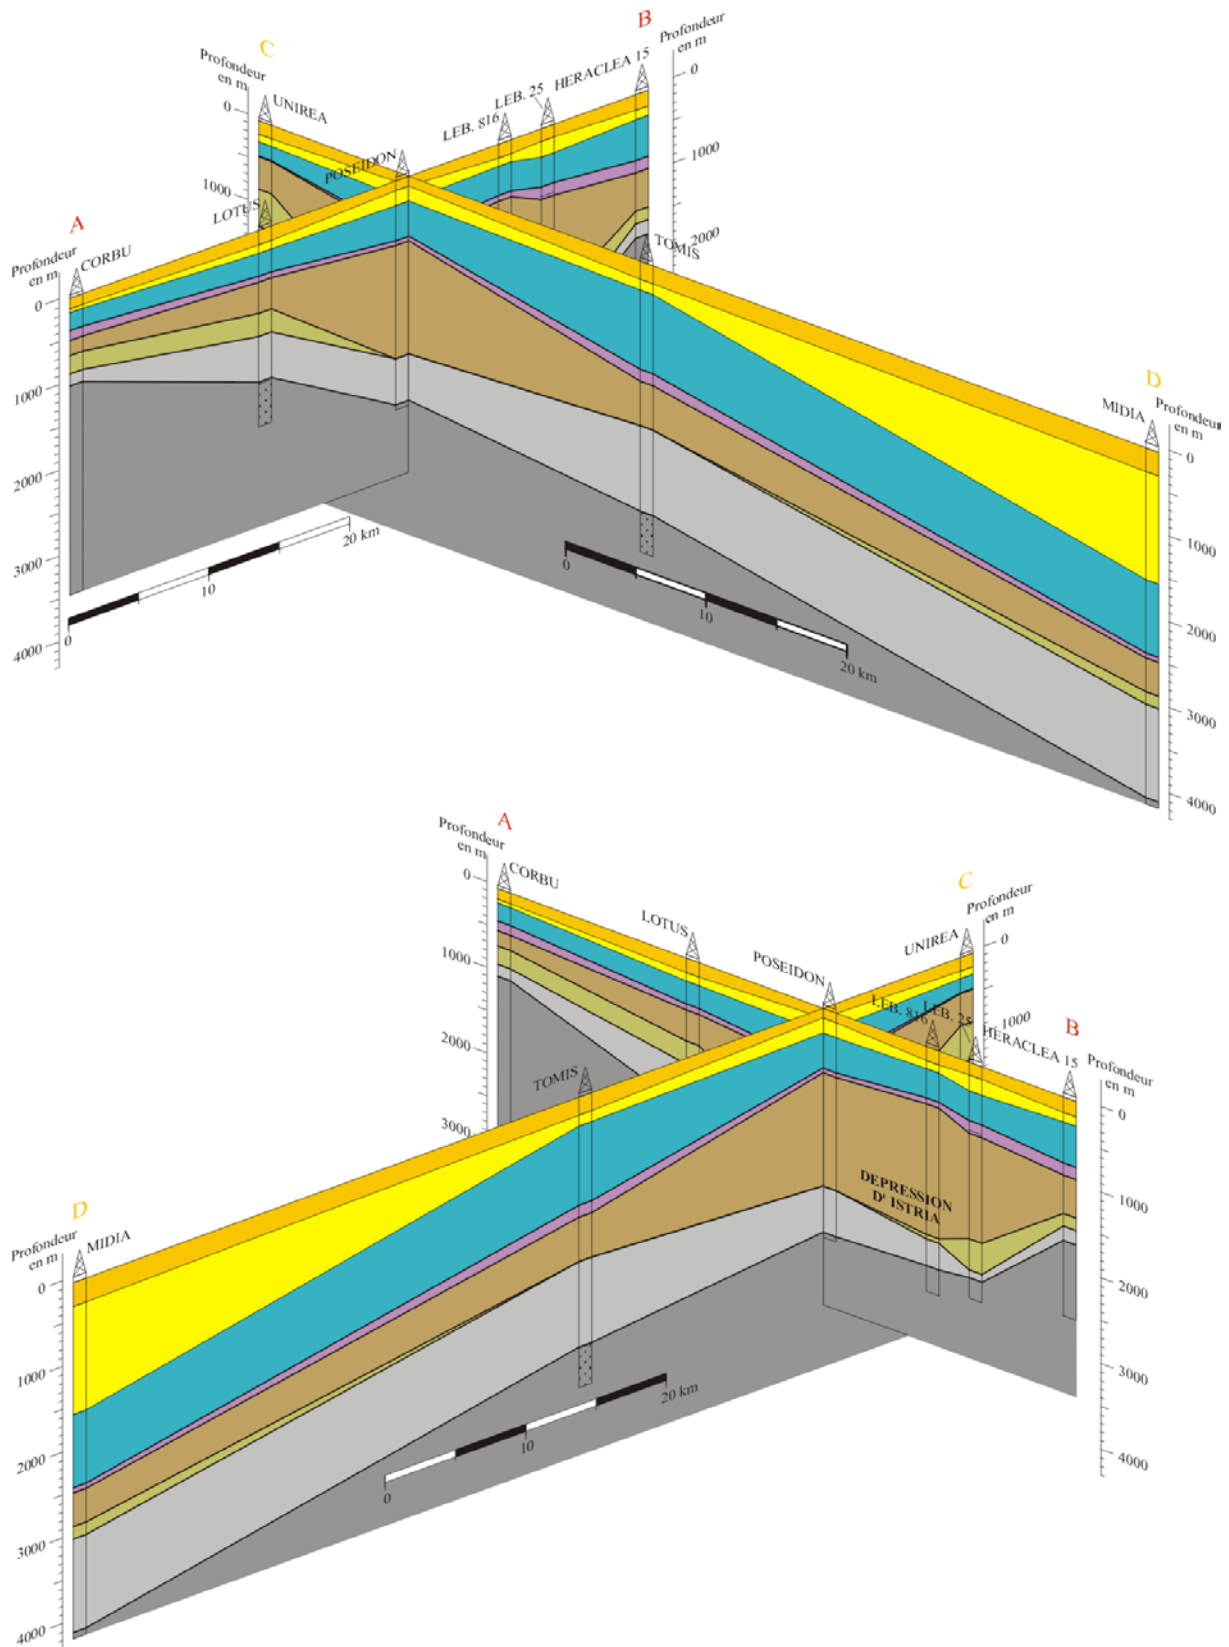 B
Profondeur
en m
C
Profondeur
en m
0
HERACLEA 15
LEB. 25
UNIREA
0
LEB. 816
1000
POSEIDON
1000
LOTUS
A
2000
TOMIS
Profondeur
en m
CORBU
0
1000
D
Profondeur
en m
MIDIA
0
2000
20 km
1000
3000
10
0
10
2000
4000
0
20 km
3000
4000
A
Profondeur
en m
CORBU
0
C
Profondeur
en m
LOTUS
UNIREA
0
1000
POSEIDON
LEB. 816
LEB. 25
1000
B
HERACLEA 15
Profondeur
en m
2000
TOMIS
0
3000
DEPRESSION
D' ISTRIA
D
1000
Profondeur
en m
MIDIA
0
2000
1000
3000
20 km
10
2000
4000
0
3000
4000